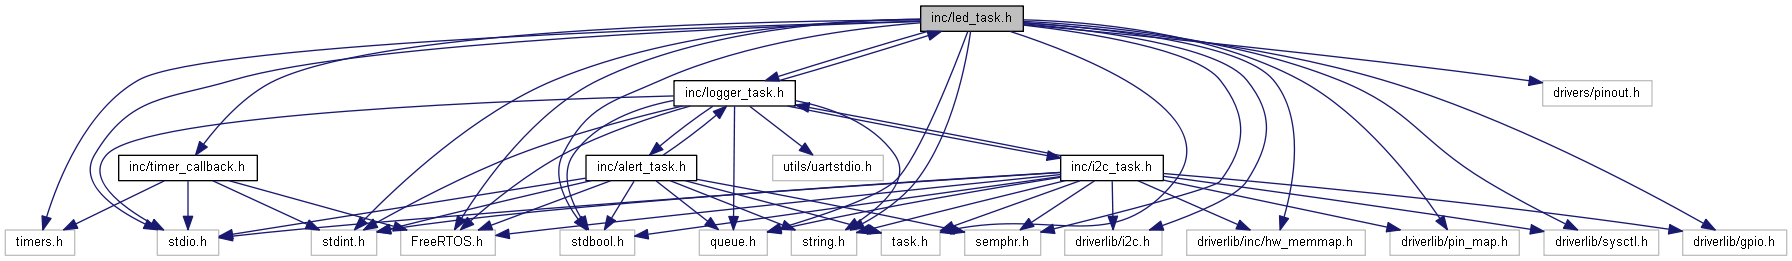 inc/led_task.h
inc/logger_task.h
drivers/pinout.h
inc/timer_callback.h
inc/alert_task.h
utils/uartstdio.h
inc/i2c_task.h
timers.h
stdio.h
stdint.h
FreeRTOS.h
stdbool.h
queue.h
string.h
task.h
semphr.h
driverlib/i2c.h
driverlib/inc/hw_memmap.h
driverlib/pin_map.h
driverlib/sysctl.h
driverlib/gpio.h